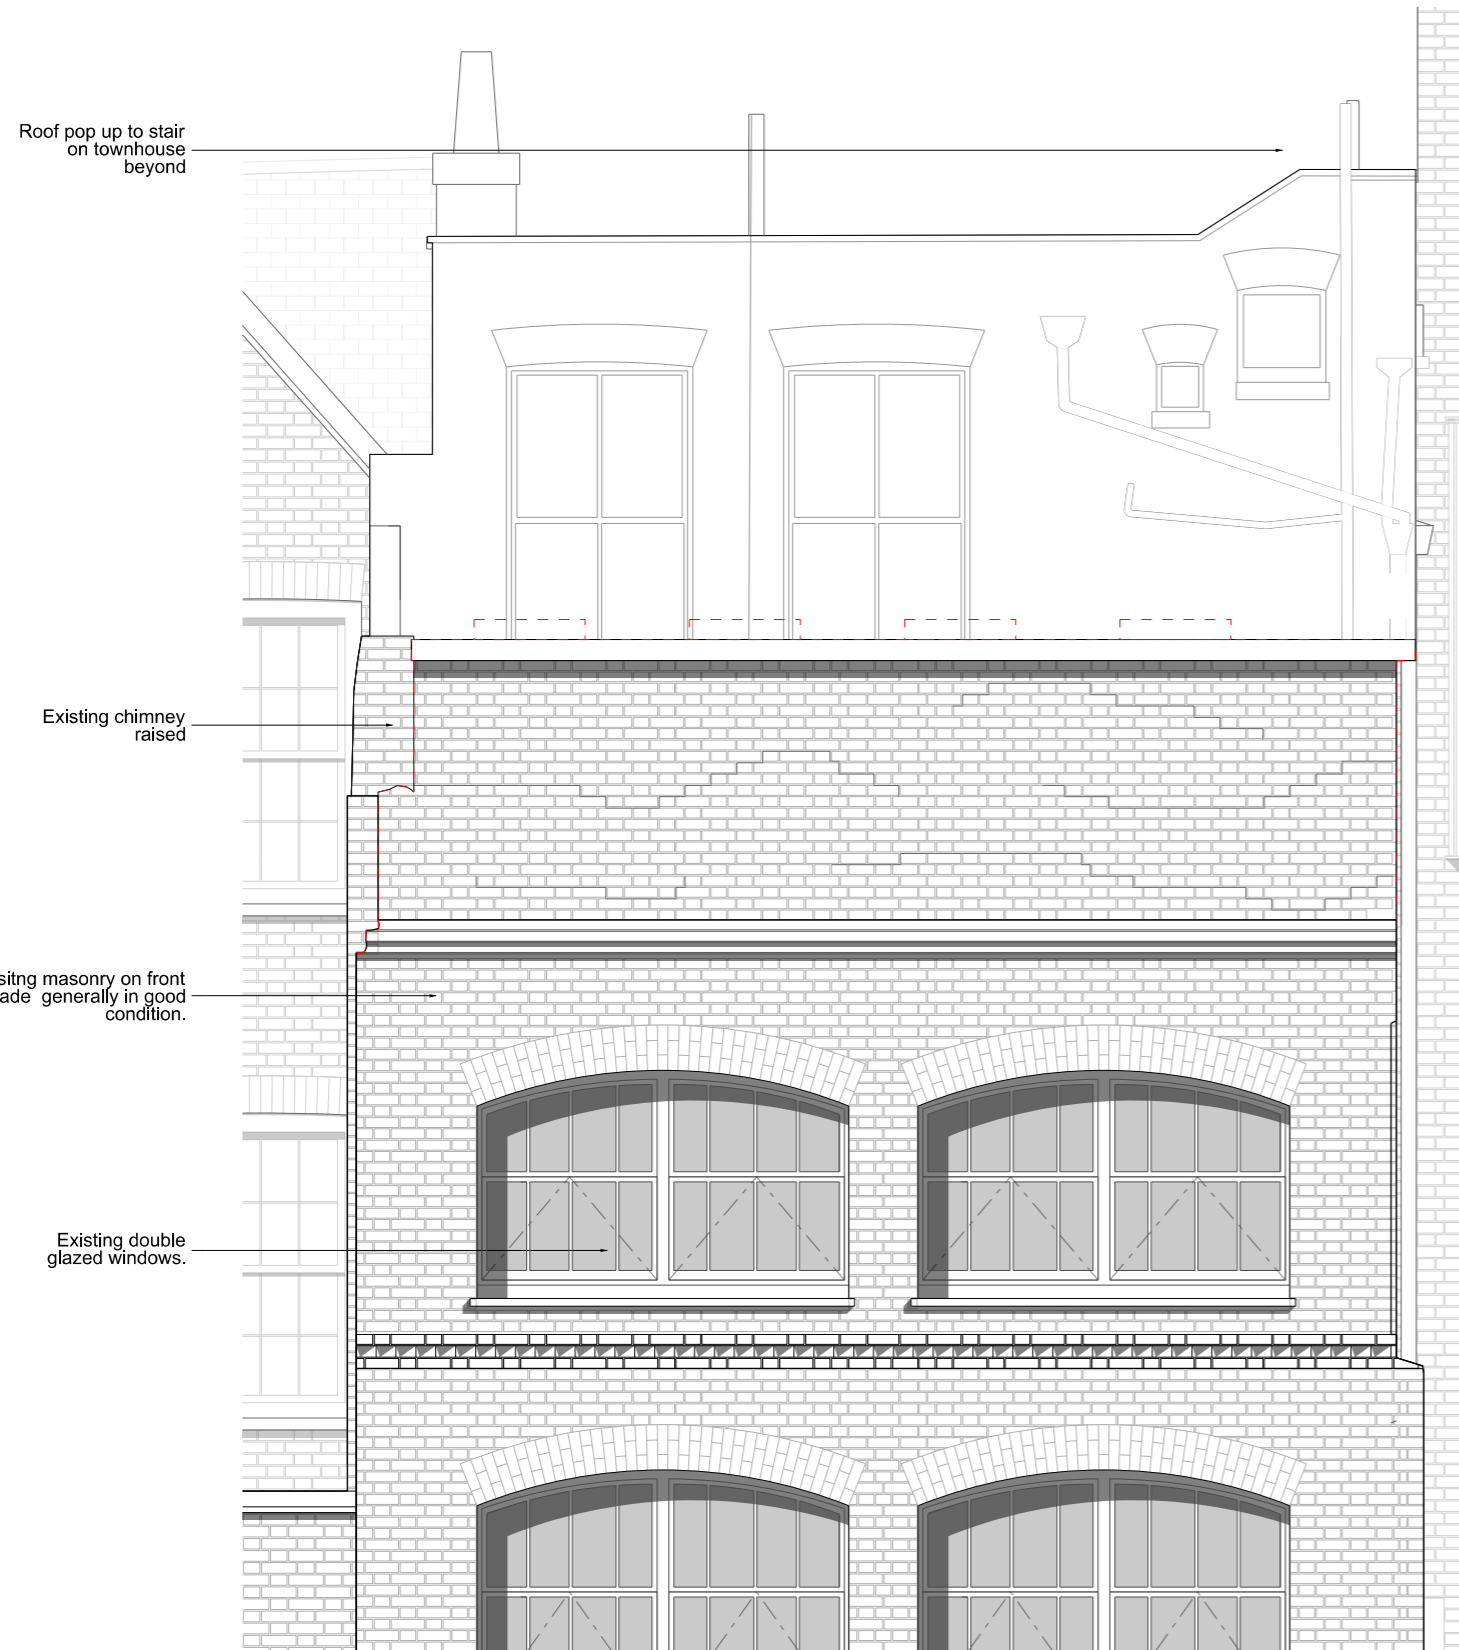 Roof pop up to stair
on townhouse
beyond
Existing chimney
raised
sitng masonry on front
ade generally in good
condition.
Existing double
glazed windows.